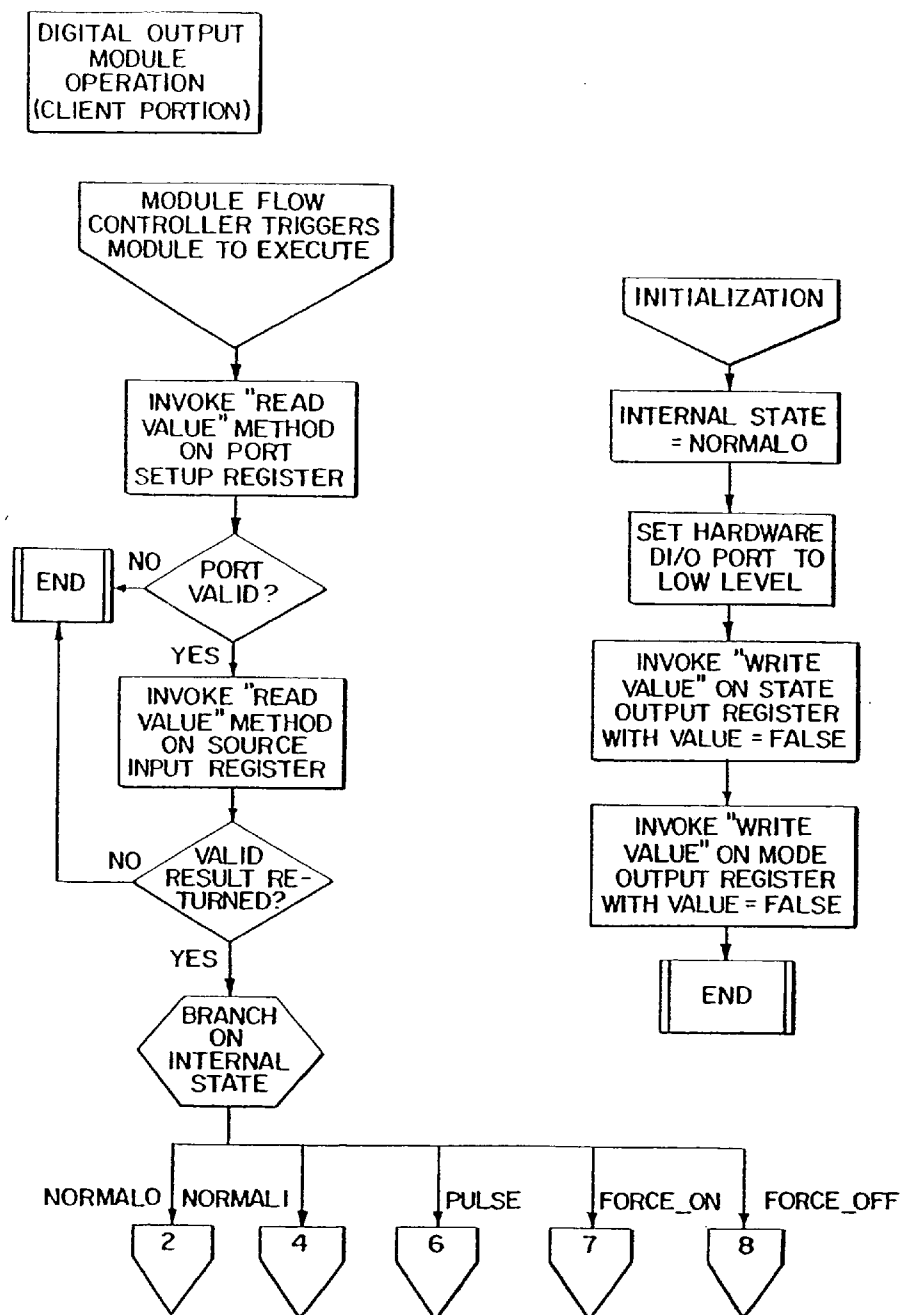 DIGITAL OUTPUT
MODULE
OPERATION
(CLIENT PORTION)
MODULE FLOW
CONTROLLER TRIGGERS
MODULE TO EXECUTE
INVOKE "READ
VALUE" METHOD
ON PORT
SETUP REGISTER
PORT
VALID?
NO
END
YES
INVOKE "READ
VALUE" METHOD
ON SOURCE
INPUT REGISTER
VALID
RESULT RE-
TURNED?
NO
YES
BRANCH
ON
INTERNAL
STATE
NORMALO
2
NORMALI
4
PULSE
6
FORCE_ON
7
FORCE_OFF
8
INITIALIZATION
INTERNAL STATE
= NORMALO
SET HARDWARE
DI/O PORT TO
LOW LEVEL
INVOKE "WRITE
VALUE" ON STATE
OUTPUT REGISTER
WITH VALUE = FALSE
INVOKE "WRITE
VALUE" ON MODE
OUTPUT REGISTER
WITH VALUE = FALSE
END